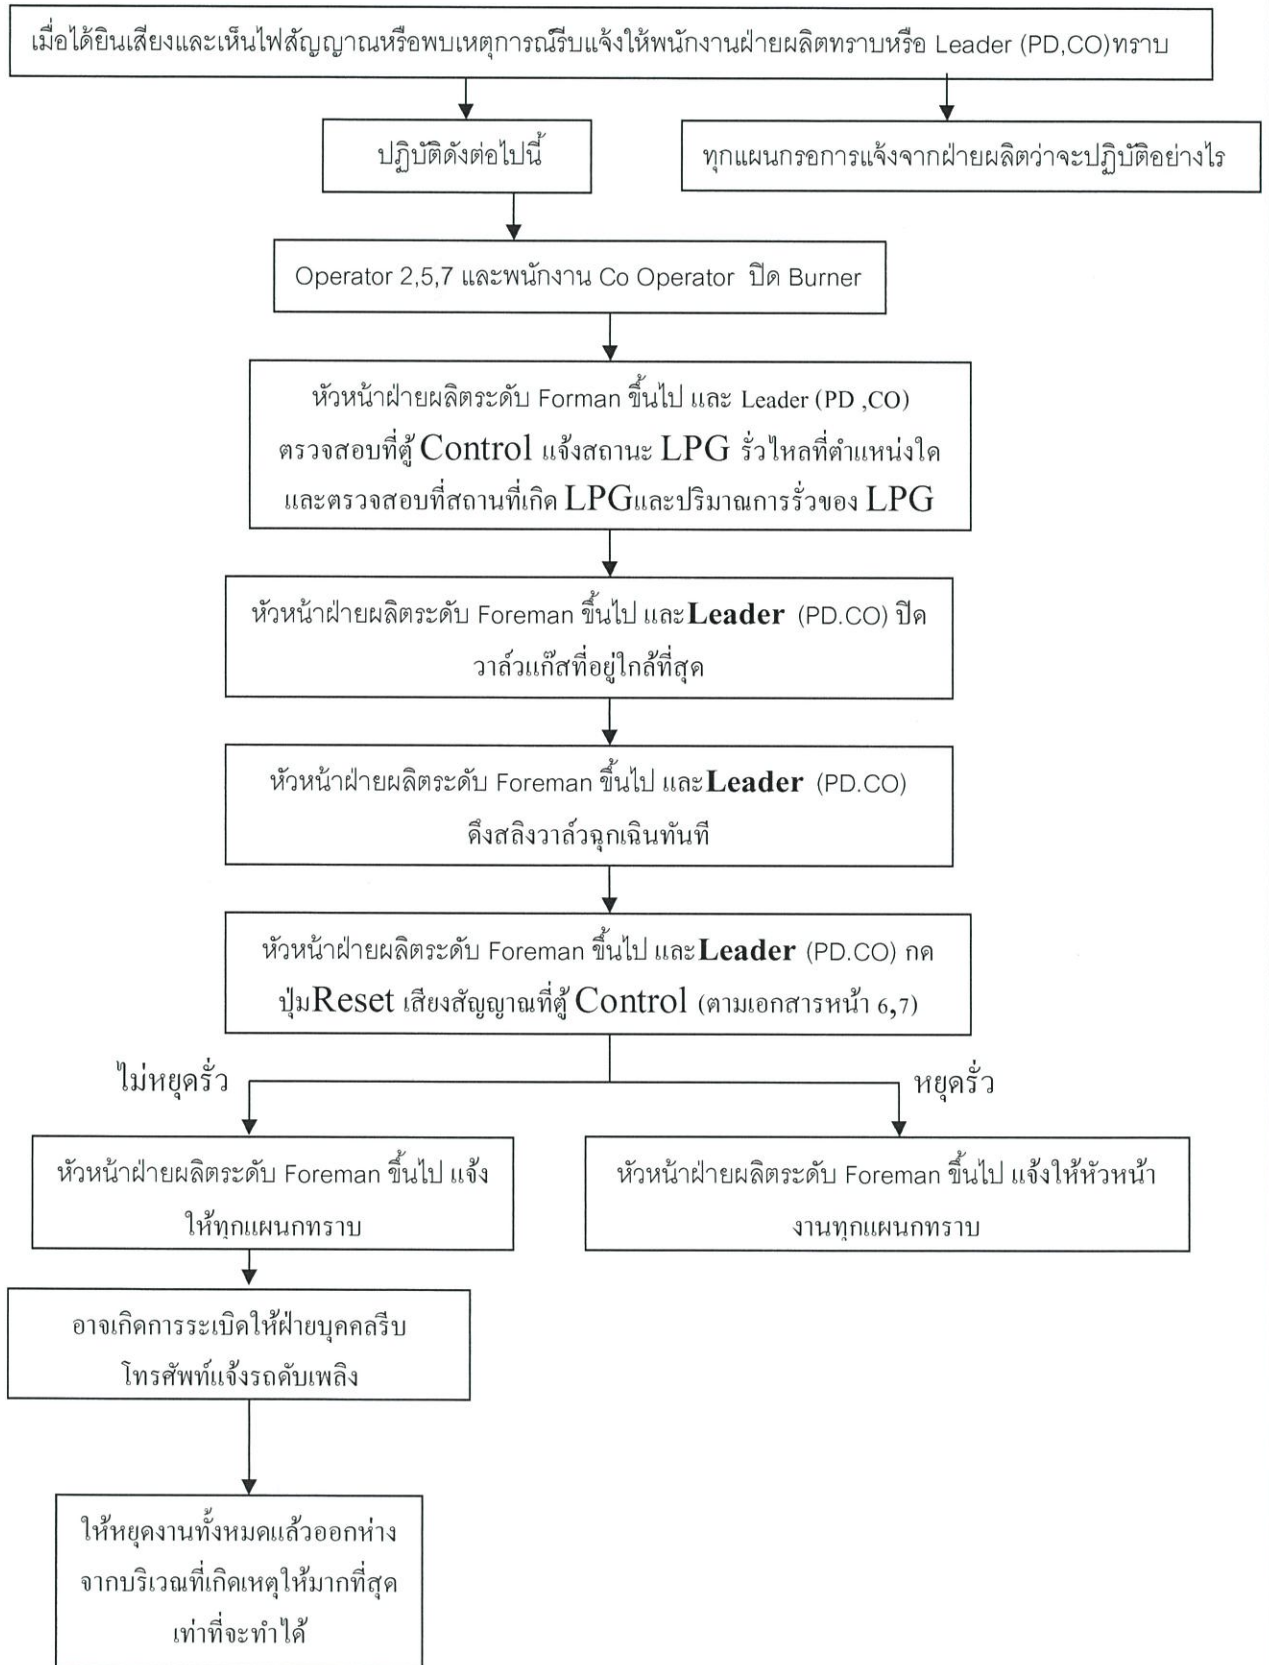 เมื่อได้ยินเสียงและเห็นไฟสัญญาณหรือพบเหตุการณ์รีบแจ้งให้พนักงานฝ่ายผลิตทราบหรือ Leader (PD,CO)ทราบ
ปฏิบัติดังต่อไปนี้
ทุกแผนกรอการแจ้งจากฝ่ายผลิตว่าจะปฏิบัติอย่างไร
Operator 2,5,7 และพนักงาน Co Operator ปิด Burner
หัวหน้าฝ่ายผลิตระดับ Forman ขึ้นไป และ Leader (PD ,CO)
ตรวจสอบที่ตู้ Control แจ้งสถานะ LPG รั่วไหลที่ตำแหน่งใด
และตรวจสอบที่สถานที่เกิด LPGและปริมาณการรั่วของ LPG
หัวหน้าฝ่ายผลิตระดับ Foreman ขึ้นไป และLeader (PD.CO) ปิด
วาล์วแก๊สที่อยู่ใกล้ที่สุด
หัวหน้าฝ่ายผลิตระดับ Foreman ขึ้นไป และLeader (PD.CO)
ดึงสลิงวาล์วฉุกเฉินทันที
หัวหน้าฝ่ายผลิตระดับ Foreman ขึ้นไป และLeader (PD.CO) กด
ปุ่มReset เสียงสัญญาณที่ตู้ Control (ตามเอกสารหน้า 6,7)
ไม่หยุดรั่ว
หยุดรั่ว
หัวหน้าฝ่ายผลิตระดับ Foreman ขึ้นไป แจ้ง
ให้ทุกแผนกทราบ
หัวหน้าฝ่ายผลิตระดับ Foreman ขึ้นไป แจ้งให้หัวหน้า
งานทุกแผนกทราบ
อาจเกิดการระเบิดให้ฝ่ายบุคคลรีบ
โทรศัพท์แจ้งรถดับเพลิง
ให้หยุดงานทั้งหมดแล้วออกห่าง
จากบริเวณที่เกิดเหตุให้มากที่สุด
เท่าที่จะทำได้